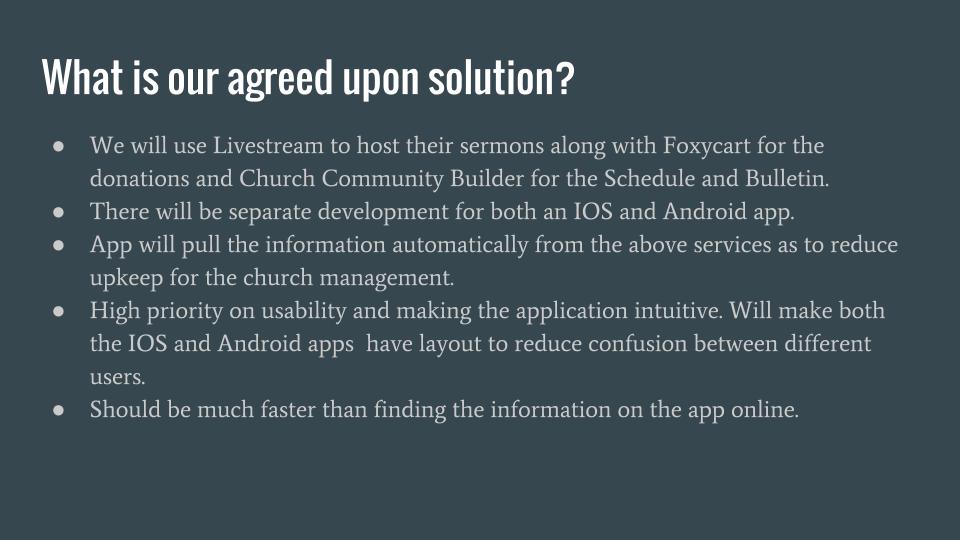 What is our agreed upon solution?
● We will use Livestream to host their sermons along with Foxycart for the
donations and Church Community Builder for the Schedule and Bulletin.
● There will be separate development for both an IOS and Android app.
● App will pull the information automatically from the above services as to reduce
upkeep for the church management.
● High priority on usability and making the application intuitive. Will make both
the IOS and Android apps  have layout to reduce confusion between different
users.
● Should be much faster than finding the information on the app online.